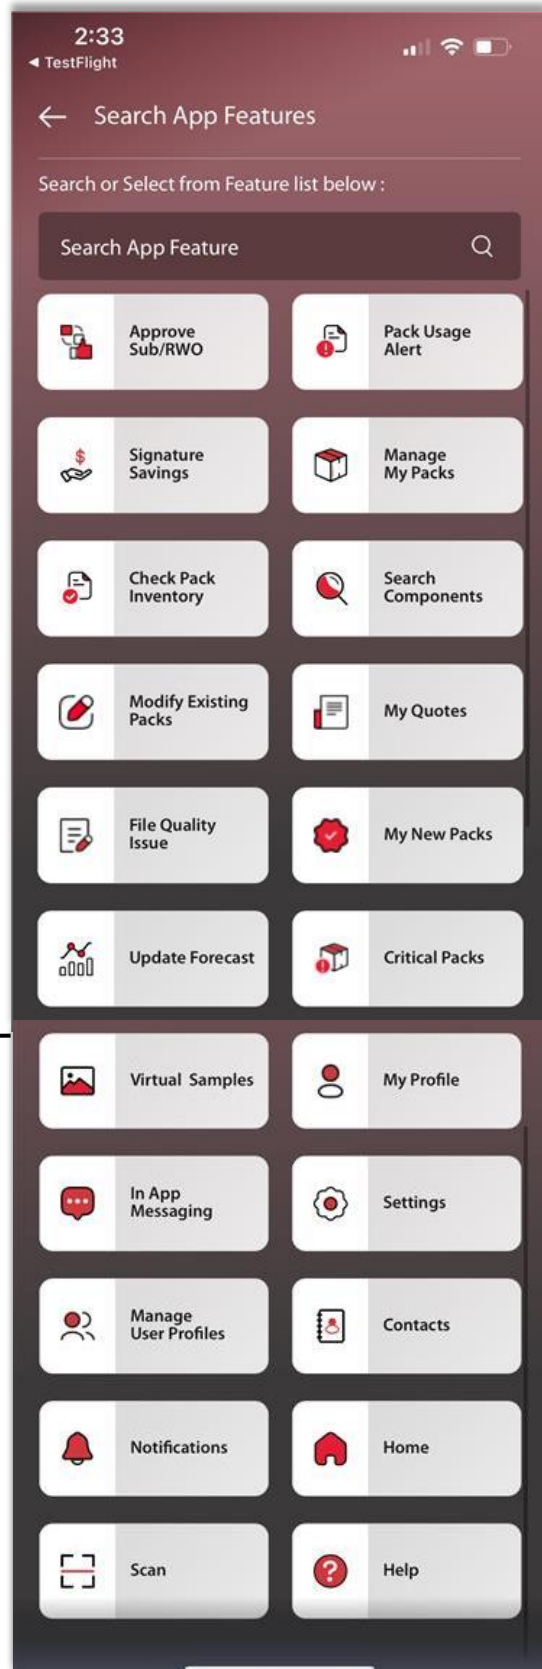 2:33
◀ TestFlight
Search App Features
Search or Select from Feature list below :
Search App Feature
Approve
Sub/RWO
Pack Usage
Alert
Signature
Savings
Manage
My Packs
Check Pack
Inventory
Search
Components
Modify Existing
Packs
My Quotes
File Quality
Issue
My New Packs
Update Forecast
Critical Packs
Virtual Samples
My Profile
In App
Messaging
Settings
Manage
User Profiles
Contacts
Notifications
Home
Scan
Help